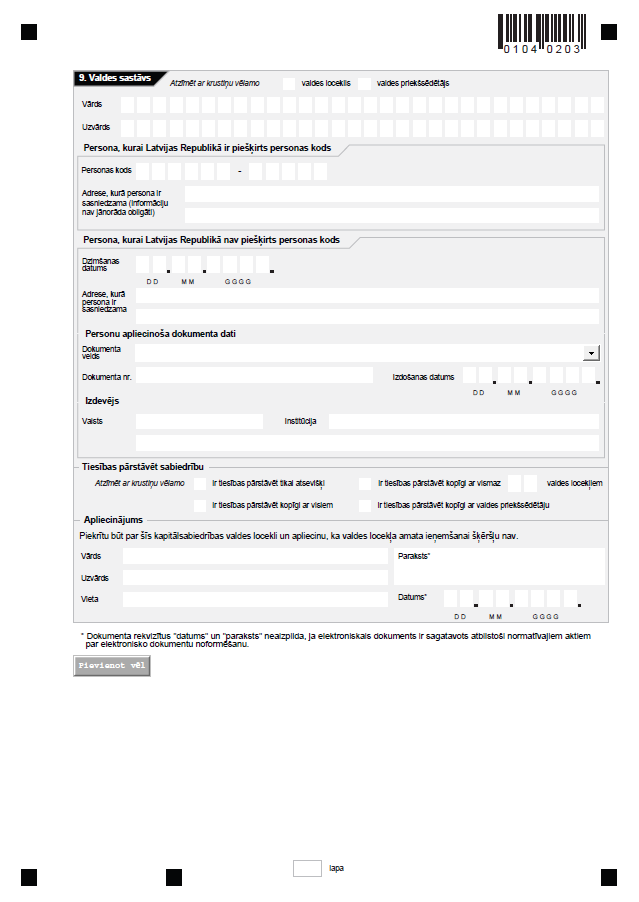 0104 0203
9. Valdes sastāvs
Atzīmēt ar krustiņu vēlamo
valdes loceklis
valdes priekšsēdētājs
Vārds
Uzvārds
Persona, kurai Latvijas Republikā ir piešķirts personas kods
Personas kods
-
Adrese, kurā persona ir
sasniedzama (informāciju
nav jānorāda obligāti)
Persona, kurai Latvijas Republikā nav piešķirts personas kods
Dzimšanas
datums
DD MM GGGG
Adrese, kurā
persona ir
sasniedzama
Personu apliecinoša dokumenta dati
Dokumenta
veids
Dokumenta nr.
Izdošanas datums
DD MM GGGG
Izdevējs
Valsts
Institūcija
Tiesības pārstāvēt sabiedrību
Atzīmēt ar krustiņu vēlamo
ir tiesības pārstāvēt tikai atsevišķi
ir tiesības pārstāvēt kopīgi ar vismaz
valdes locekļiem
ir tiesības pārstāvēt kopīgi ar visiem
ir tiesības pārstāvēt kopīgi ar valdes priekšsēdētāju
Apliecinājums
Piekrītu būt par šīs kapitālsabiedrības valdes locekli un apliecinu, ka valdes locekļa amata ieņemšanai šķēršļu nav.
Vārds
Paraksts*
Uzvārds
Vieta
Datums*
DD MM GGGG
* Dokumenta rekvizītus "datums" un "paraksts" neaizpilda, ja elektroniskais dokuments ir sagatavots atbilstoši normatīvajiem aktiem
par elektronisko dokumentu noformēšanu.
Pievienot vēl
lapa